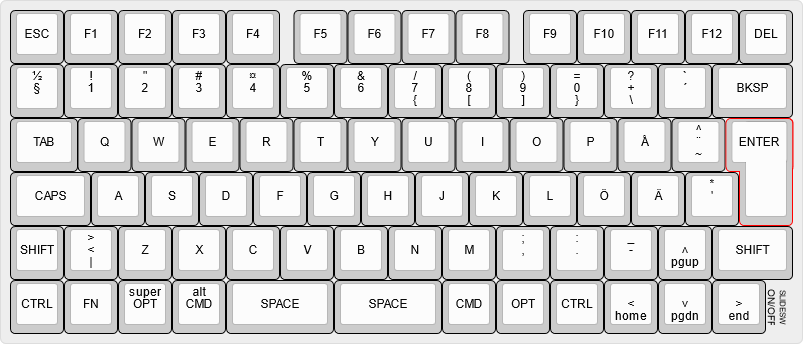 ESC F1 F2 F3 F4 F5 F6 F7 F8 F9 F10 F11 F12 DEL
½ ! " # ¤ % & / ( ) = ? `
§ 1 2 3 4 5 6 7 8 9 0 + ´ BKSP
{ [ ] } \
TAB Q W E R T Y U I O P Å ^ ENTER
¨
~
CAPS A S D F G H J K L Ö Ä *
'
SHIFT > Z X C V B N M ; : _ ^ SHIFT
< , . - pgup
|
CTRL FN super alt SPACE SPACE CMD OPT CTRL < v >
OPT CMD home pgdn end
SLIDESW
ON/OFF